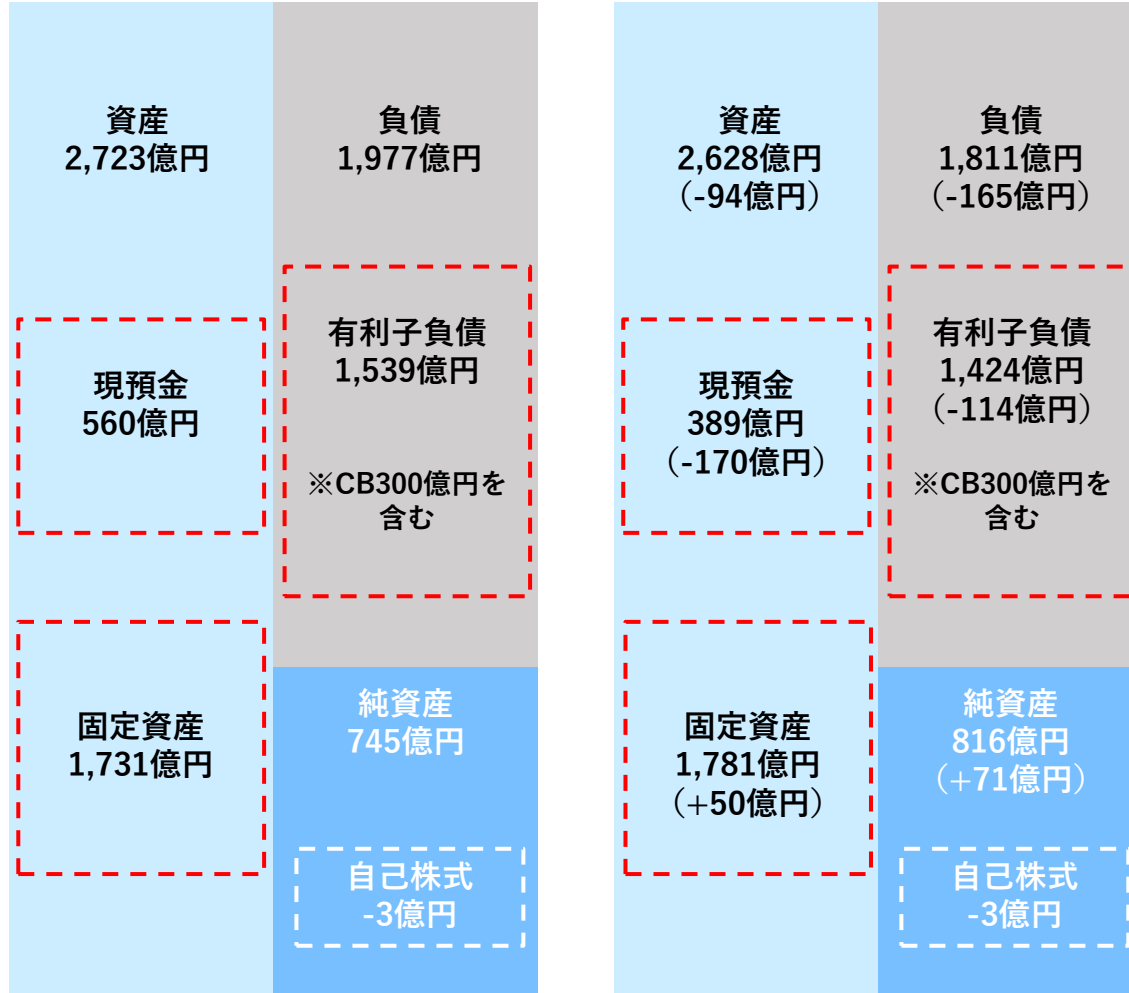 資産
2,723億円
現預金
560億円
固定資産
1,731億円
負債
1,977億円
有利子負債
1,539億円
※CB300億円を
含む
純資産
745億円
自己株式
-3億円
資産
2,628億円
（-94億円）
現預金
389億円
（-170億円）
固定資産
1,781億円
（+50億円）
負債
1,811億円
（-165億円）
有利子負債
1,424億円
（-114億円）
※CB300億円を
含む
純資産
816億円
（+71億円）
自己株式
-3億円